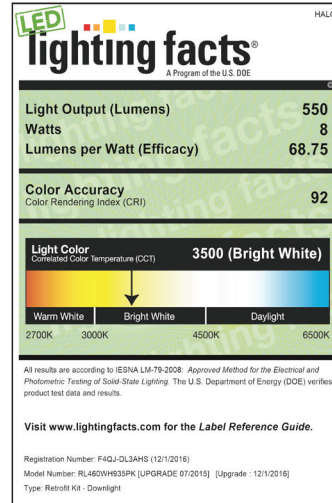 HALO
LED
lighting facts®
A Program of the U.S. DOE
Light Output (Lumens) 550
Watts 8
Lumens per Watt (Efficacy) 68.75
Color Accuracy
Color Rendering Index (CRI) 92
Light Color
Correlated Color Temperature (CCT) 3500 (Bright White)
Warm White Bright White Daylight
2700K 3000K 4500K 6500K
All results are according to IESNA LM-79-2008: Approved Method for the Electrical and
Photometric Testing of Solid-State Lighting. The U.S. Department of Energy (DOE) verifies
product test data and results.
Visit www.lightingfacts.com for the Label Reference Guide.
Registration Number: F4QJ-DL3AHS (12/1/2016)
Model Number: RL460WH935PK [UPGRADE 07/2015] [Upgrade : 12/1/2016]
Type: Retrofit Kit - Downlight